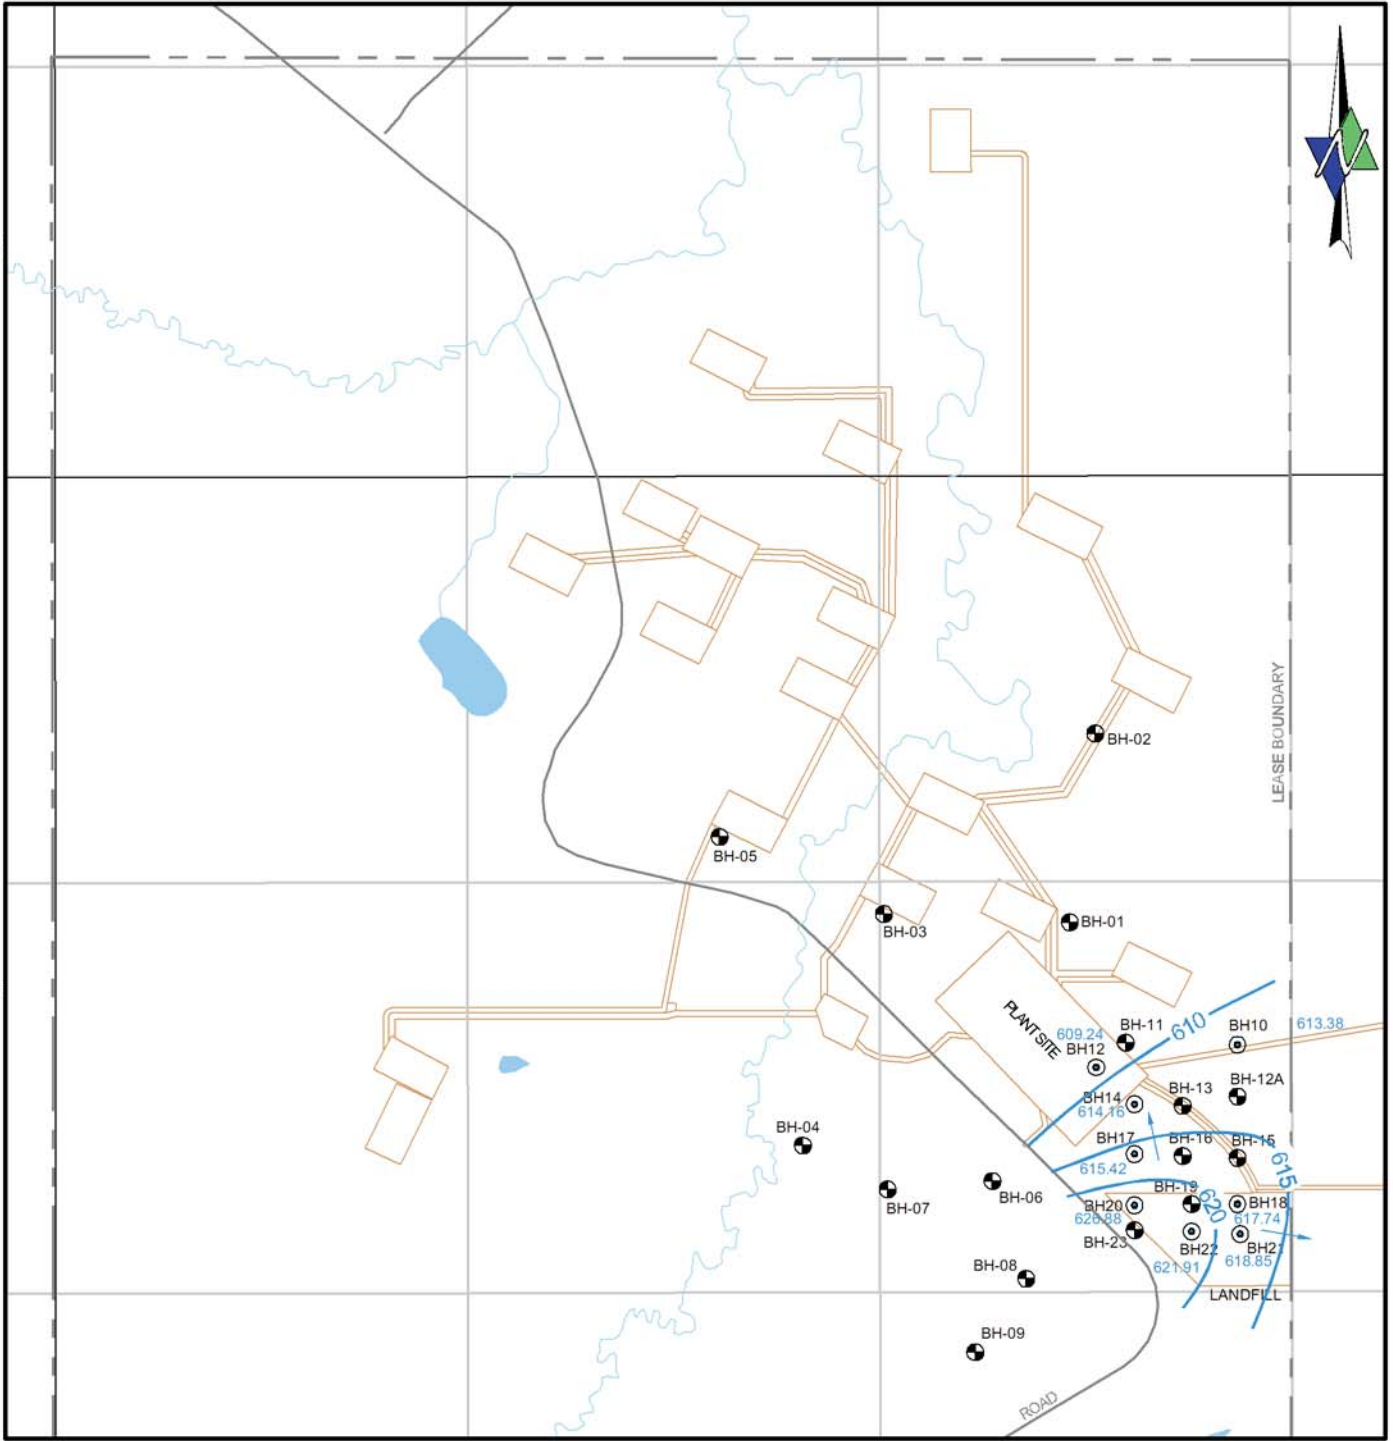 N
BH-02
LEASE BOUNDARY
BH-05
BH-03
BH-01
PLANT SITE
609.24
BH-11
610
BH10
613.38
BH12
BH-13
BH-12A
BH14
614.16
BH-04
BH17
BH-16
BH-15
615.42
615
BH-06
BH-07
BH-19
620
BH20
BH18
626.88
617.74
BH-23
BH22
BH21
621.91
618.85
BH-08
LANDFILL
BH-09
ROAD